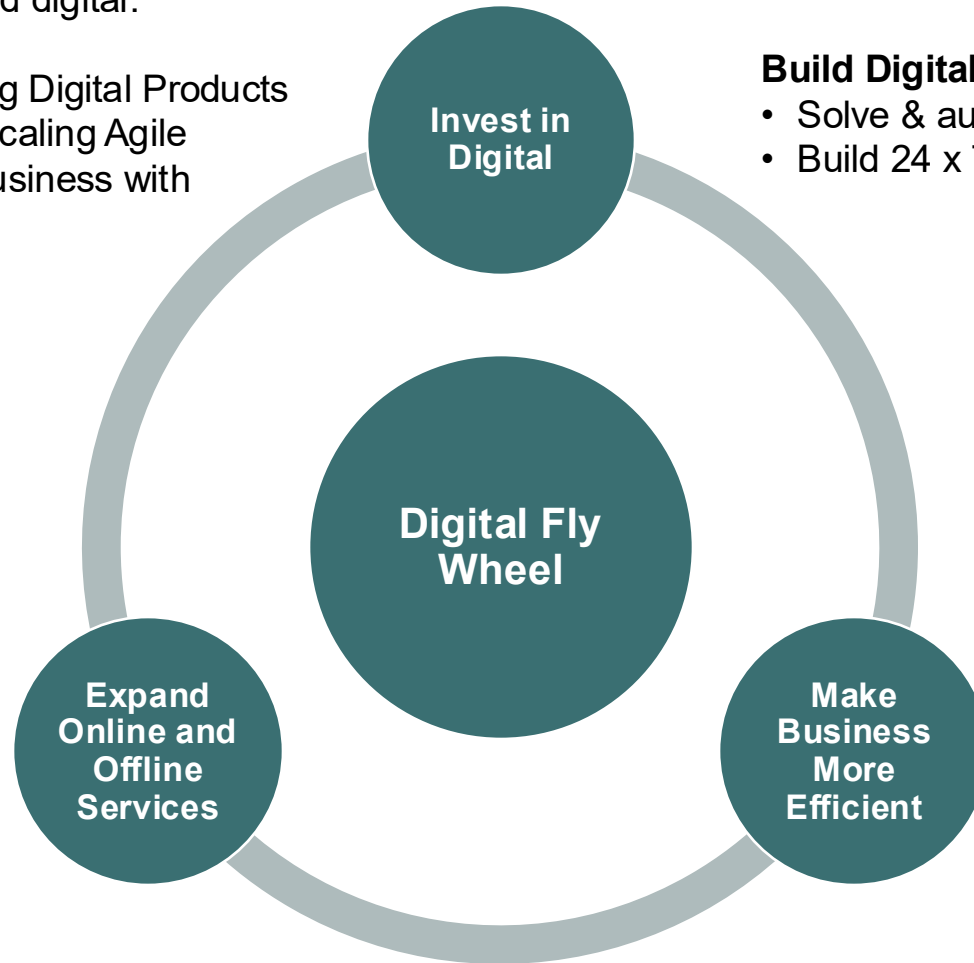 d digital.
g Digital Products
caling Agile
usiness with
Build Digital
• Solve & au
• Build 24 x
Invest in
Digital
Digital Fly
Wheel
Expand
Online and
Offline
Services
Make
Business
More
Efficient